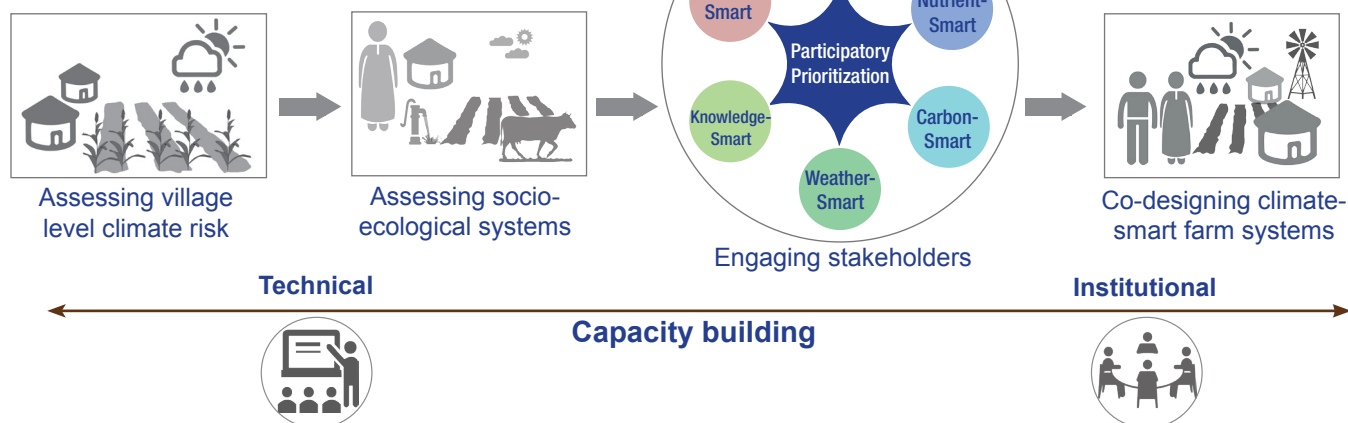 Smart
Nutrient-
Smart
Participatory
Prioritization
Knowledge-
Smart
Carbon-
Smart
Weather-
Smart
Assessing village
level climate risk
Assessing socio-
ecological systems
Engaging stakeholders
Co-designing climate-
smart farm systems
Technical
Institutional
Capacity building